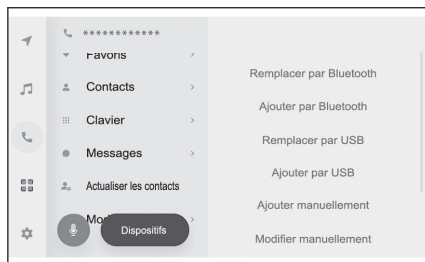 ************
Favoris
Contacts
Clavier
Messages
Actualiser les contacts
Dispositifs
Remplacer par Bluetooth
Ajouter par Bluetooth
Remplacer par USB
Ajouter par USB
Ajouter manuellement
Modifier manuellement